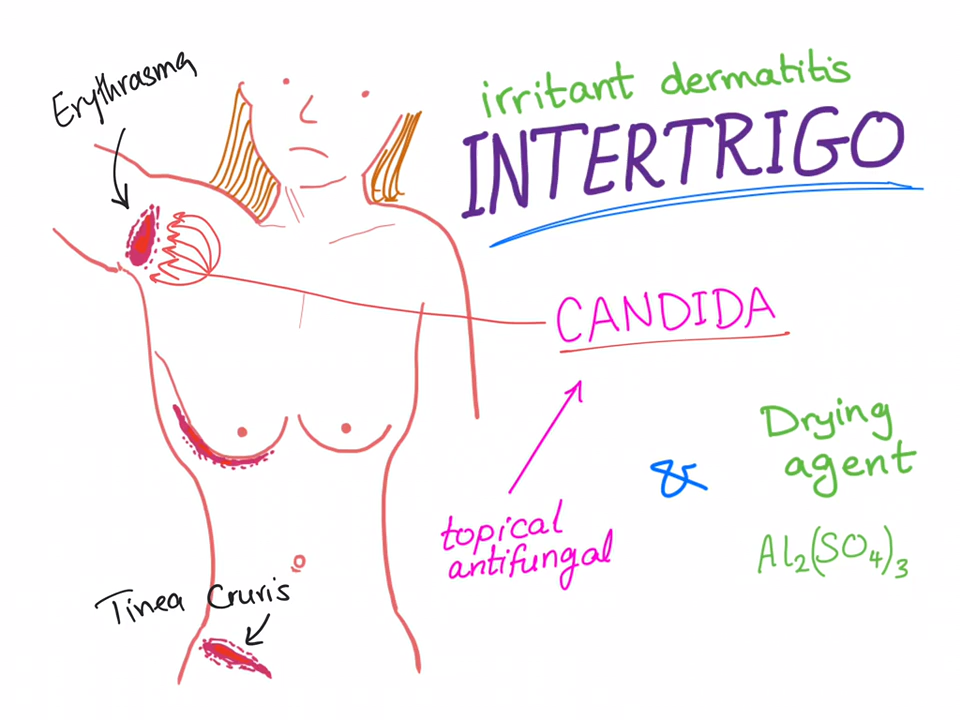 Erythrasma
irritant dermatitis
INTERTRIGO
CANDIDA
topical
antifungal
&
Drying
agent
Al₂(SO₄)₃
Tinea Cruris